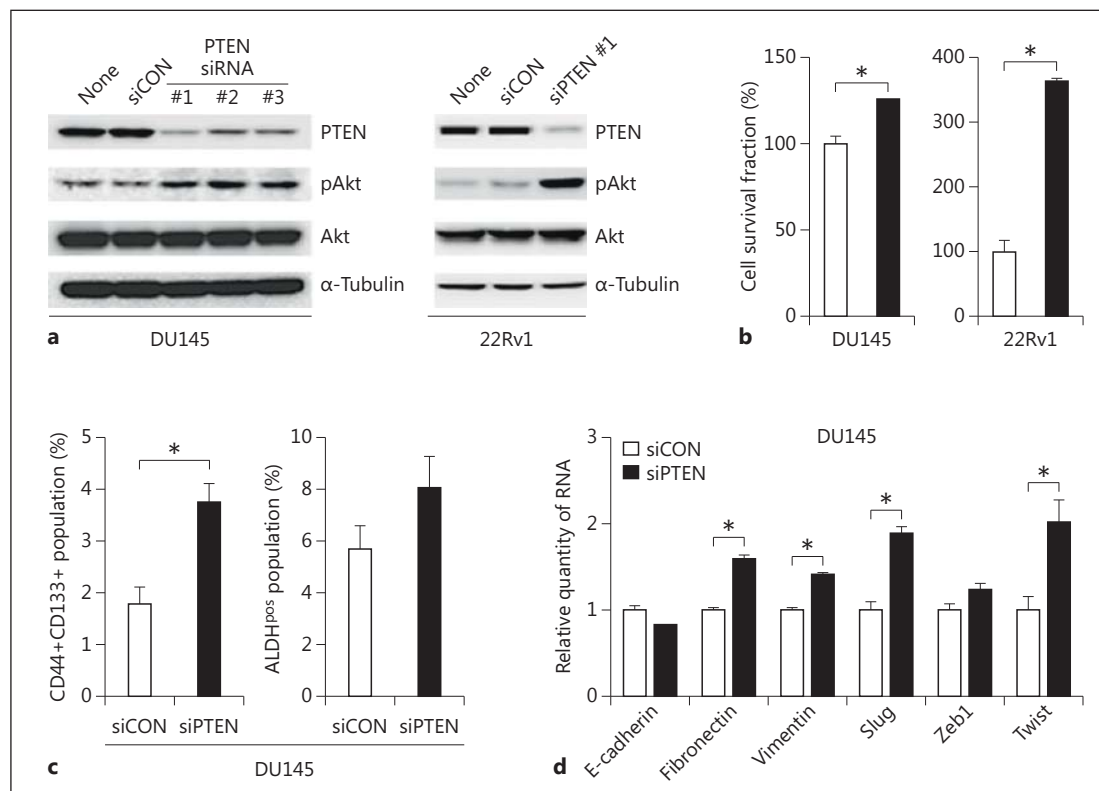 None
siCON
PTEN
siRNA
#1 #2 #3
PTEN
pAkt
Akt
α-Tubulin
a
DU145
None
siCON
siPTEN #1
PTEN
pAkt
Akt
α-Tubulin
22Rv1
Cell survival fraction (%)
150
100
50
0
*
DU145
400
300
200
100
0
*
22Rv1
b
CD44+CD133+ population (%)
5
4
3
2
1
0
*
siCON siPTEN
ALDHpos population (%)
10
8
6
4
2
0
siCON siPTEN
c
DU145
DU145
siCON
siPTEN
Relative quantity of RNA
3
2
1
0
* * * *
E-cadherin
Fibronectin
Vimentin
Slug
Zeb1
Twist
d